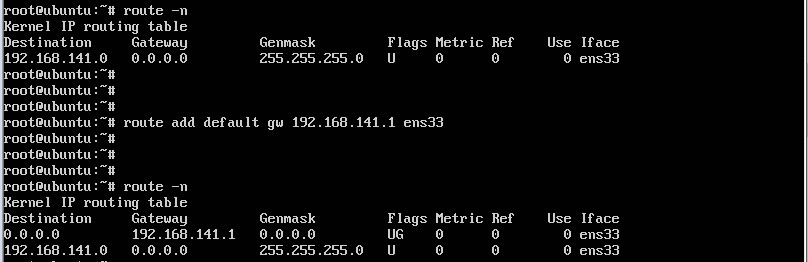 root@ubuntu:~# route -n
Kernel IP routing table
Destination     Gateway         Genmask         Flags Metric Ref    Use Iface
192.168.141.0   0.0.0.0         255.255.255.0   U     0      0        0 ens33
root@ubuntu:~#
root@ubuntu:~#
root@ubuntu:~#
root@ubuntu:~# route add default gw 192.168.141.1 ens33
root@ubuntu:~#
root@ubuntu:~#
root@ubuntu:~#
root@ubuntu:~# route -n
Kernel IP routing table
Destination     Gateway         Genmask         Flags Metric Ref    Use Iface
0.0.0.0         192.168.141.1   0.0.0.0         UG    0      0        0 ens33
192.168.141.0   0.0.0.0         255.255.255.0   U     0      0        0 ens33